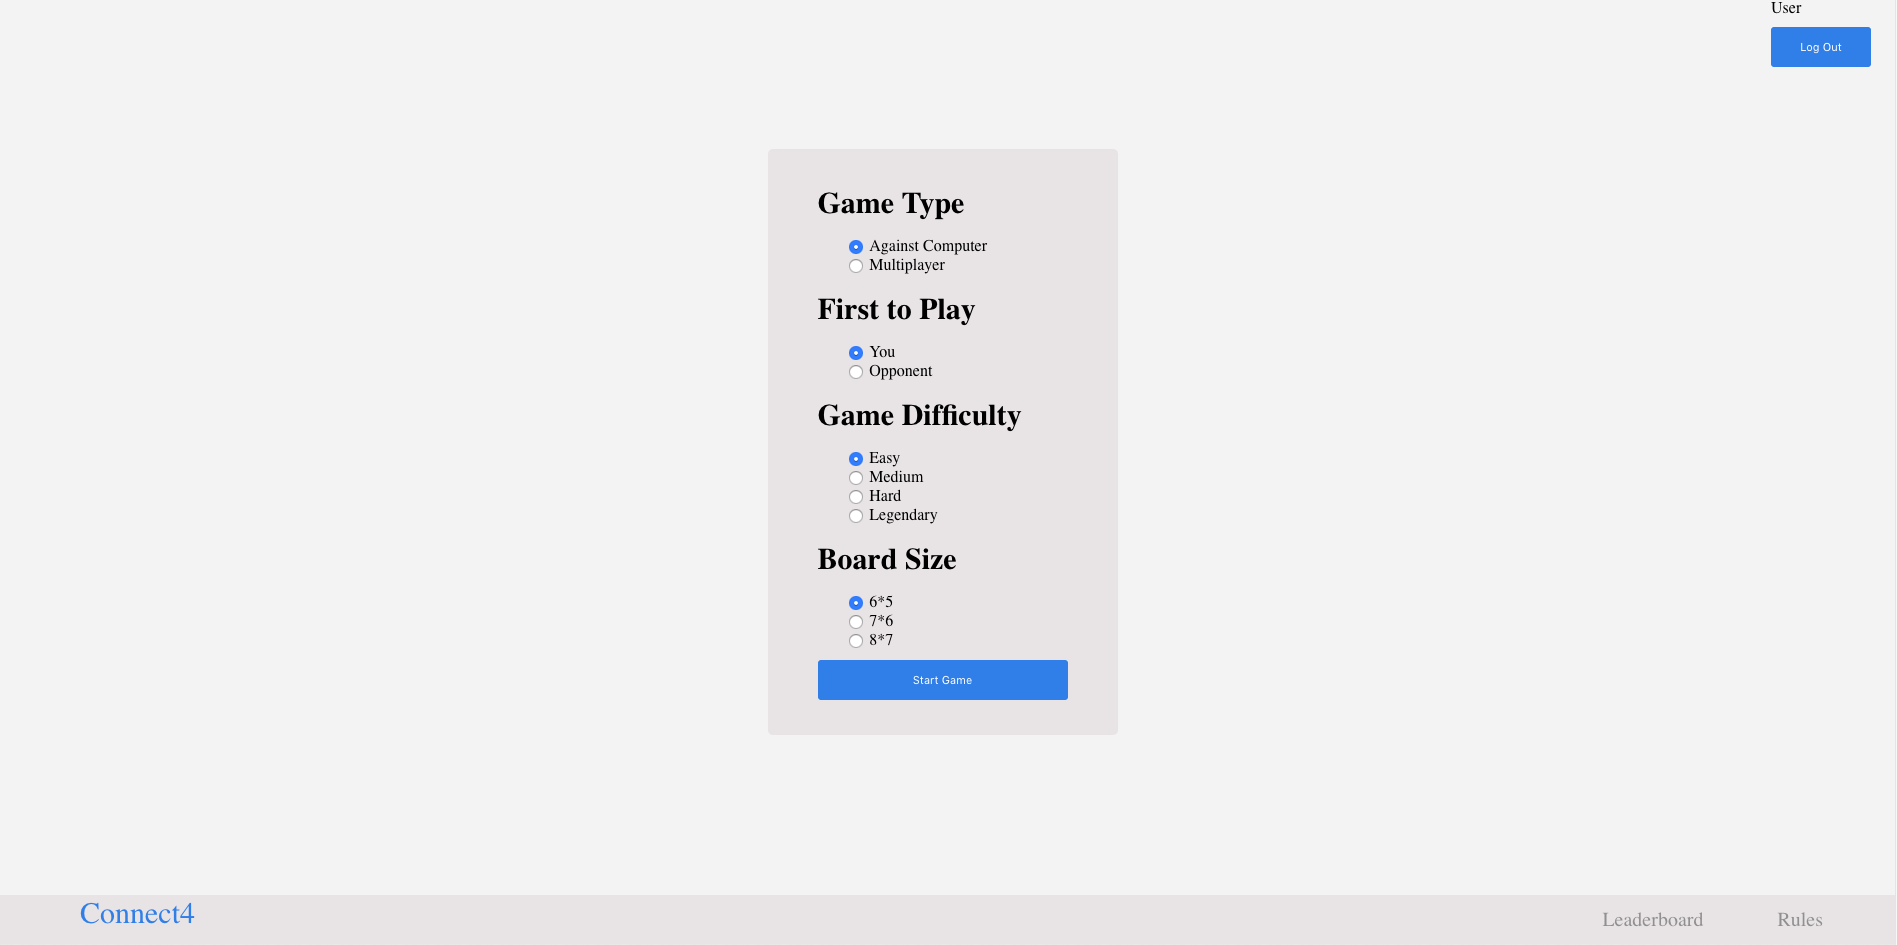 User
Log Out
Game Type
Against Computer
Multiplayer
First to Play
You
Opponent
Game Difficulty
Easy
Medium
Hard
Legendary
Board Size
6*5
7*6
8*7
Start Game
Connect4
Leaderboard
Rules